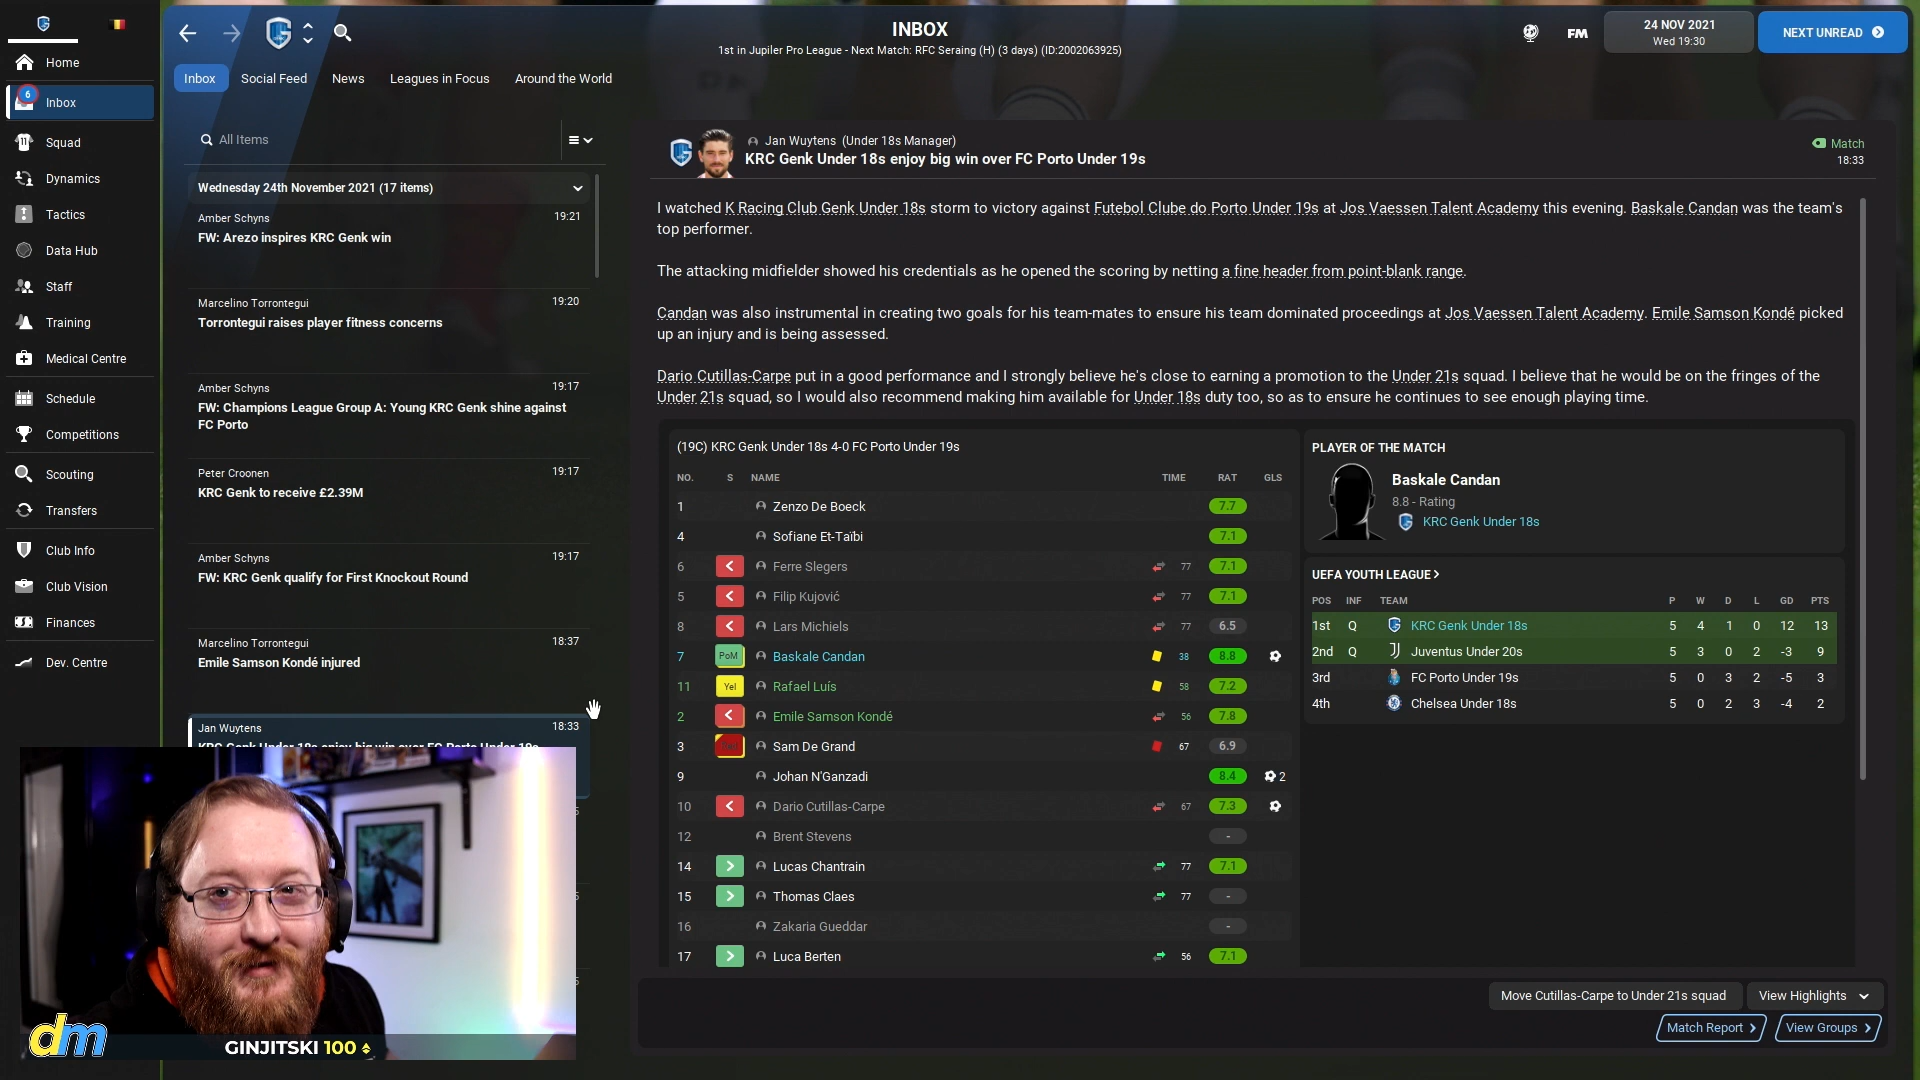 INBOX
1st in Jupiler Pro League - Next Match: RFC Seraing (H) (3 days) (ID:2002063925)
FM
24 NOV 2021
Wed 19:30
NEXT UNREAD
Home
6
Inbox
Squad
Dynamics
Tactics
Data Hub
Staff
Training
Medical Centre
Schedule
Competitions
Scouting
Transfers
Club Info
Club Vision
Finances
Dev. Centre
Inbox Social Feed News Leagues in Focus Around the World
All Items
Wednesday 24th November 2021 (17 items)
Amber Schyns 19:21
FW: Arezo inspires KRC Genk win
Marcelino Torrontegui 19:20
Torrontegui raises player fitness concerns
Amber Schyns 19:17
FW: Champions League Group A: Young KRC Genk shine against
FC Porto
Peter Croonen 19:17
KRC Genk to receive £2.39M
Amber Schyns 19:17
FW: KRC Genk qualify for First Knockout Round
Marcelino Torrontegui 18:37
Emile Samson Kondé injured
Jan Wuytens 18:33
KRC Genk Under 18s enjoy big win over FC Porto Under 19s
dm
GINJITSKI 100
Jan Wuytens (Under 18s Manager)
KRC Genk Under 18s enjoy big win over FC Porto Under 19s
Match
18:33
I watched K Racing Club Genk Under 18s storm to victory against Futebol Clube do Porto Under 19s at Jos Vaessen Talent Academy this evening. Baskale Candan was the team's
top performer.
The attacking midfielder showed his credentials as he opened the scoring by netting a fine header from point-blank range.
Candan was also instrumental in creating two goals for his team-mates to ensure his team dominated proceedings at Jos Vaessen Talent Academy. Emile Samson Kondé picked
up an injury and is being assessed.
Dario Cutillas-Carpe put in a good performance and I strongly believe he's close to earning a promotion to the Under 21s squad. I believe that he would be on the fringes of the
Under 21s squad, so I would also recommend making him available for Under 18s duty too, so as to ensure he continues to see enough playing time.
(19C) KRC Genk Under 18s 4-0 FC Porto Under 19s
NO. S NAME TIME RAT GLS
1 Zenzo De Boeck 7.7
4 Sofiane Et-Taïbi 7.1
6 Ferre Slegers 77 7.1
5 Filip Kujović 77 7.1
8 Lars Michiels 77 6.5
7 PoM Baskale Candan 38 8.8
11 Yel Rafael Luís 58 7.2
2 Emile Samson Kondé 56 7.8
3 Red Sam De Grand 67 6.9
9 Johan N'Ganzadi 8.4 2
10 Dario Cutillas-Carpe 67 7.3
12 Brent Stevens -
14 Lucas Chantrain 77 7.1
15 Thomas Claes 77 -
16 Zakaria Gueddar -
17 Luca Berten 56 7.1
PLAYER OF THE MATCH
Baskale Candan
8.8 - Rating
KRC Genk Under 18s
UEFA YOUTH LEAGUE
POS INF TEAM P W D L GD PTS
1st Q KRC Genk Under 18s 5 4 1 0 12 13
2nd Q Juventus Under 20s 5 3 0 2 -3 9
3rd FC Porto Under 19s 5 0 3 2 -5 3
4th Chelsea Under 18s 5 0 2 3 -4 2
Move Cutillas-Carpe to Under 21s squad
View Highlights
Match Report
View Groups